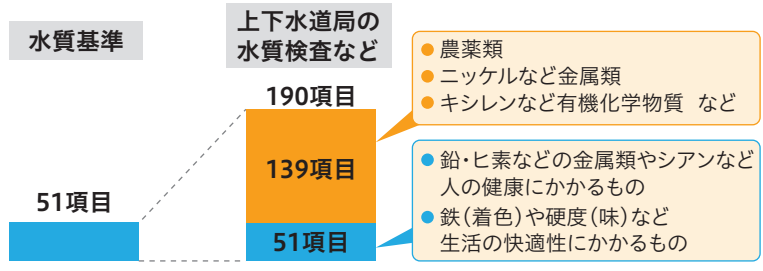 水質基準
上下水道局の
水質検査など
190項目
139項目
51項目
51項目
● 農薬類
● ニッケルなど金属類
● キシレンなど有機化学物質 など
● 鉛・ヒ素などの金属類やシアンなど
人の健康にかかるもの
● 鉄(着色)や硬度(味)など
生活の快適性にかかるもの